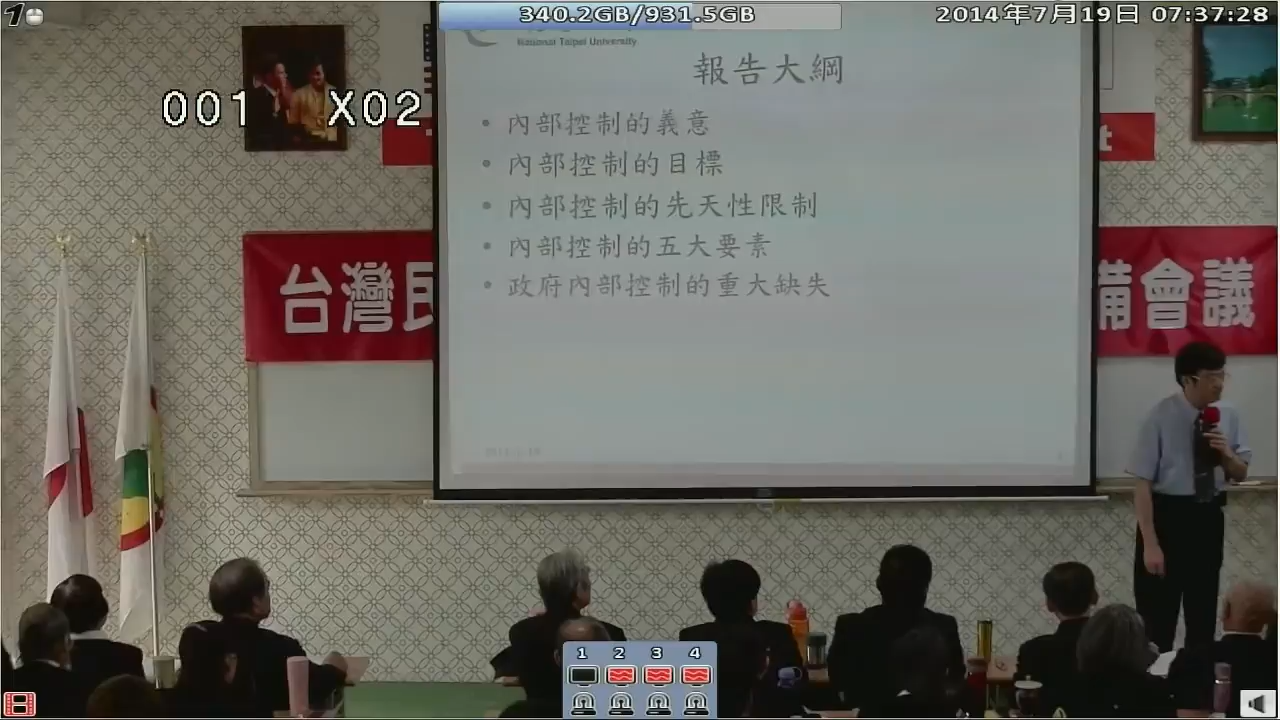 1
340.2GB/931.5GB
2014年7月19日 07:37:28
National Taipei University
報告大綱
001 X02
• 內部控制的義意
• 內部控制的目標
• 內部控制的先天性限制
• 內部控制的五大要素
• 政府內部控制的重大缺失
t
台灣民
備會議
1 2 3 4